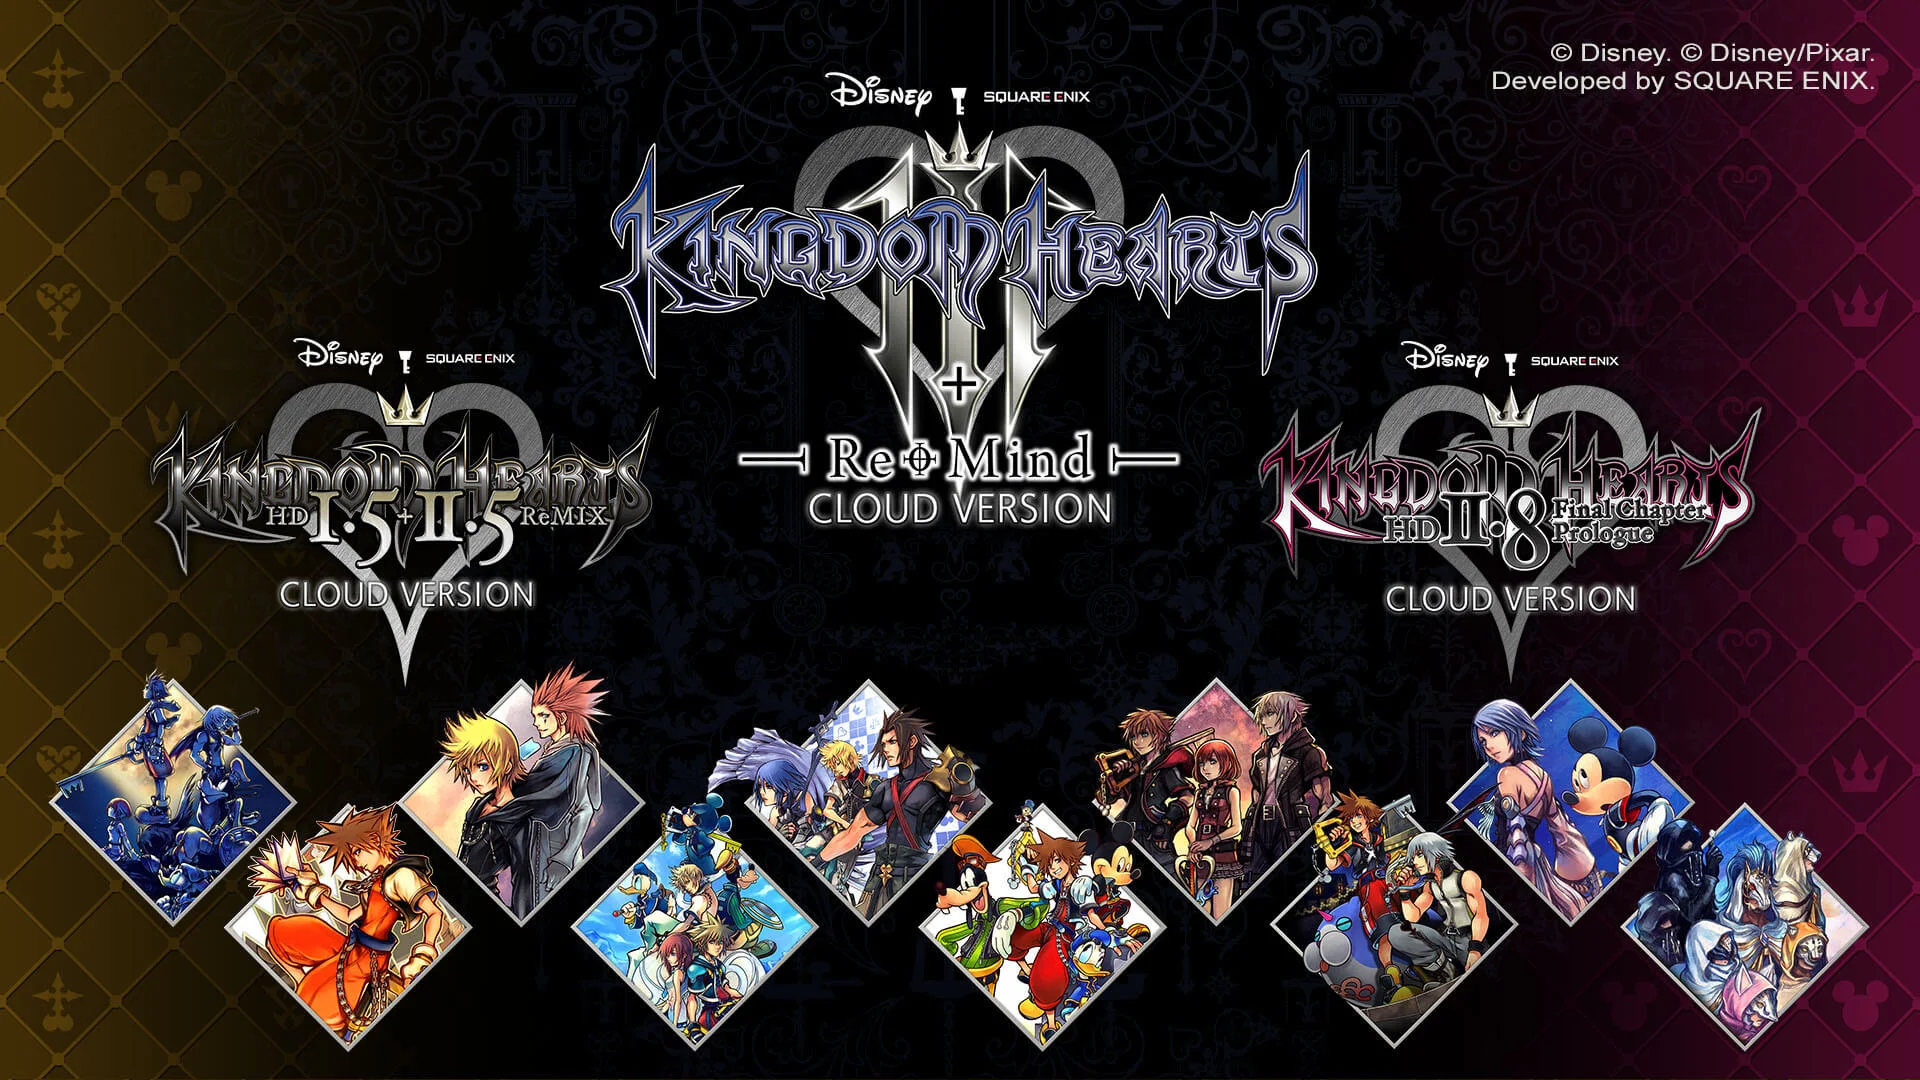 © Disney. © Disney/Pixar.
Developed by SQUARE ENIX.
Disney SQUARE ENIX
KINGDOM HEARTS
III
+
Re Mind
CLOUD VERSION
Disney SQUARE ENIX
KINGDOM HEARTS
HD I.5+II.5 ReMIX
CLOUD VERSION
Disney SQUARE ENIX
KINGDOM HEARTS
HD II.8 Final Chapter
Prologue
CLOUD VERSION